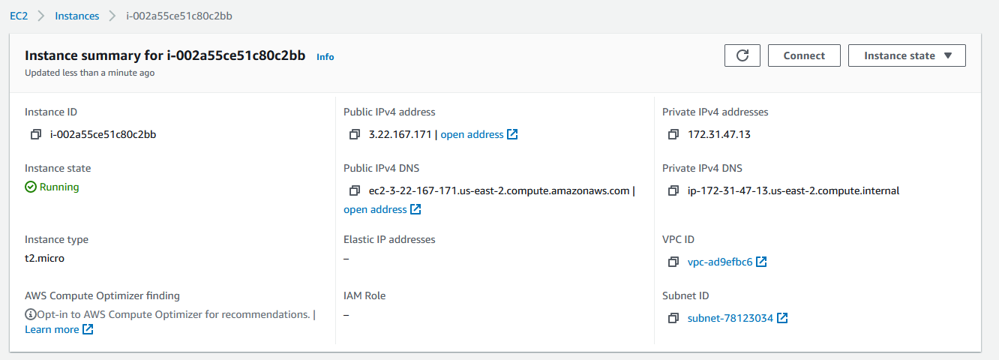 EC2 > Instances > i-002a55ce51c80c2bb
Instance summary for i-002a55ce51c80c2bb Info
Updated less than a minute ago
Connect
Instance state
Instance ID
i-002a55ce51c80c2bb
Public IPv4 address
3.22.167.171 | open address
Private IPv4 addresses
172.31.47.13
Instance state
Running
Public IPv4 DNS
ec2-3-22-167-171.us-east-2.compute.amazonaws.com |
open address
Private IPv4 DNS
ip-172-31-47-13.us-east-2.compute.internal
Instance type
t2.micro
Elastic IP addresses
–
VPC ID
vpc-ad9efbc6
AWS Compute Optimizer finding
Opt-in to AWS Compute Optimizer for recommendations. |
Learn more
IAM Role
–
Subnet ID
subnet-78123034